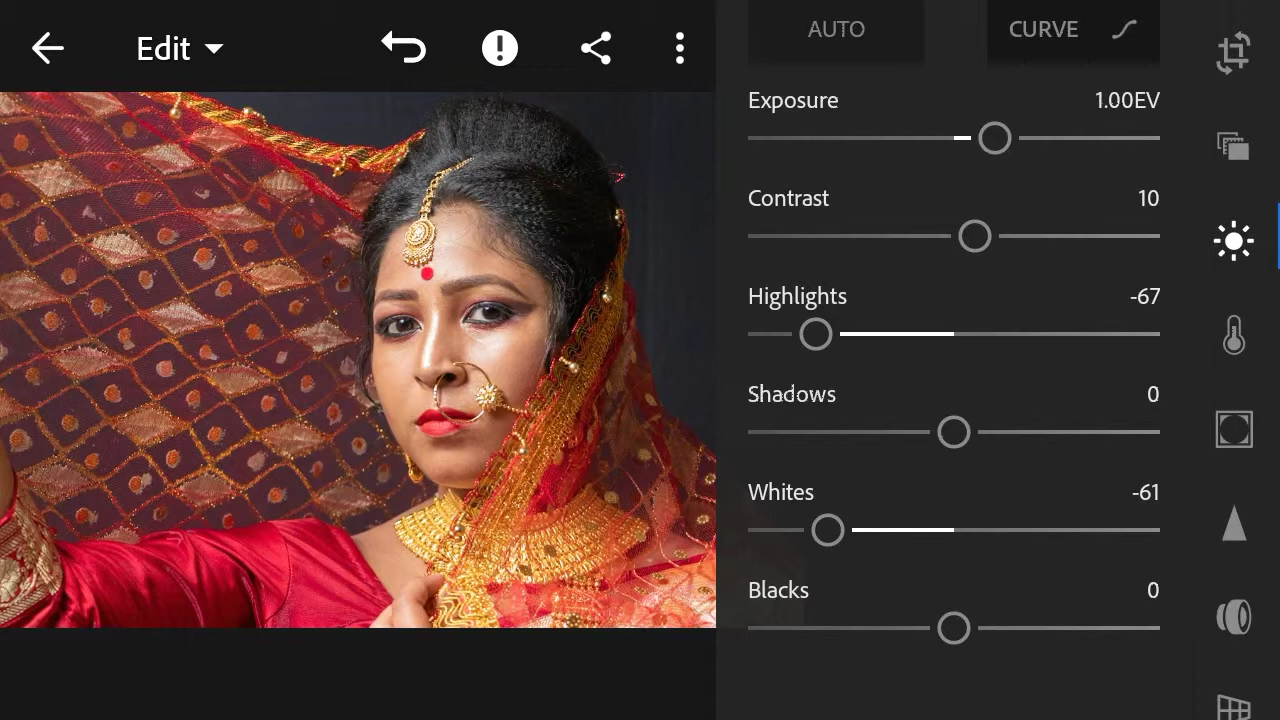 Edit
AUTO
CURVE
Exposure 1.00EV
Contrast 10
Highlights -67
Shadows 0
Whites -61
Blacks 0